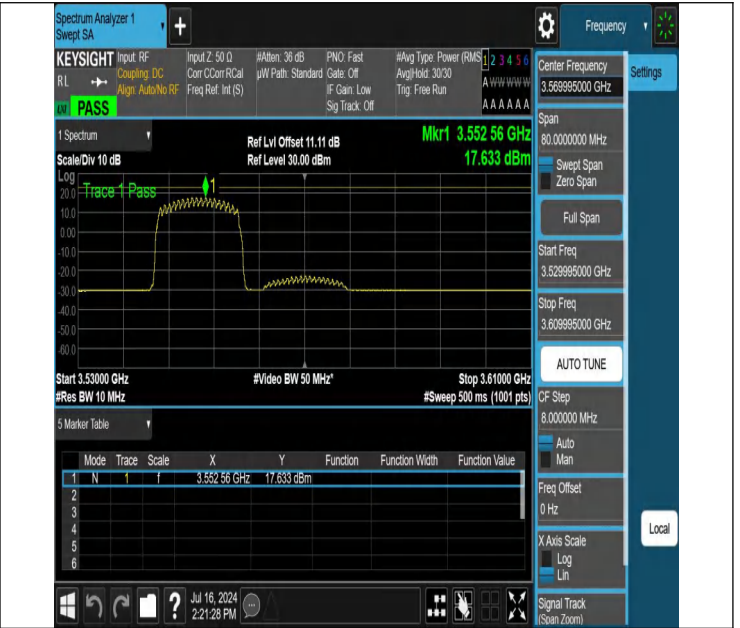 Spectrum Analyzer 1
Swept SA
+
Frequency
KEYSIGHT
RL
PASS
Input: RF
Coupling: DC
Align: Auto/No RF
Input Z: 50 Ω
Corr CCorr RCal
Freq Ref: Int (S)
#Atten: 36 dB
µW Path: Standard
PNO: Fast
Gate: Off
IF Gain: Low
Sig Track: Off
#Avg Type: Power (RMS
Avg|Hold: 30/30
Trig: Free Run
1 2 3 4 5 6
A W W W W W
A A A A A A
1 Spectrum
Scale/Div 10 dB
Ref Lvl Offset 11.11 dB
Ref Level 30.00 dBm
Mkr1 3.552 56 GHz
17.633 dBm
Log
Trace 1 Pass
1
20.0
10.0
0.00
-10.0
-20.0
-30.0
-40.0
-50.0
-60.0
Start 3.53000 GHz
#Video BW 50 MHz*
Stop 3.61000 GHz
#Res BW 10 MHz
#Sweep 500 ms (1001 pts)
5 Marker Table
Mode Trace Scale X Y Function Function Width Function Value
1 N 1 f 3.552 56 GHz 17.633 dBm
2
3
4
5
6
Jul 16, 2024
2:21:28 PM
Center Frequency
3.569995000 GHz
Settings
Span
80.0000000 MHz
Swept Span
Zero Span
Full Span
Start Freq
3.529995000 GHz
Stop Freq
3.609995000 GHz
AUTO TUNE
CF Step
8.000000 MHz
Auto
Man
Freq Offset
0 Hz
X Axis Scale
Log
Lin
Local
Signal Track
(Span Zoom)